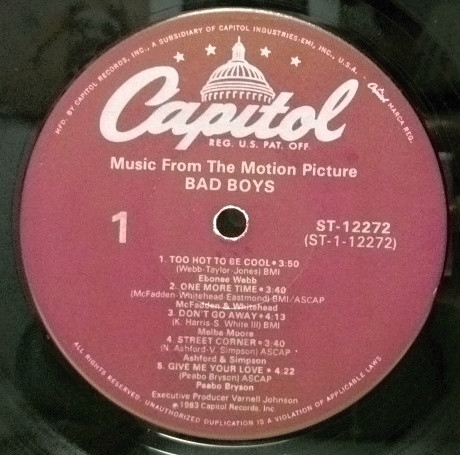 MFD. BY CAPITOL RECORDS, INC., A SUBSIDIARY OF CAPITOL INDUSTRIES-EMI, INC., U.S.A. · Capitol MARCA REG.
Capitol
REG. U.S. PAT. OFF.
Music From The Motion Picture
BAD BOYS
1
ST-12272
(ST-1-12272)
1. TOO HOT TO BE COOL • 3:50
(Webb-Taylor-Jones) BMI
Ebonee Webb
2. ONE MORE TIME • 3:40
(McFadden-Whitehead-Eastmond) BMI/ASCAP
McFadden & Whitehead
3. DON'T GO AWAY • 4:13
(K. Harris-S. White III) BMI
Melba Moore
4. STREET CORNER • 3:40
(N. Ashford-V. Simpson) ASCAP
Ashford & Simpson
5. GIVE ME YOUR LOVE • 4:22
(Peabo Bryson) ASCAP
Peabo Bryson
Executive Producer Varnell Johnson
℗1983 Capitol Records, Inc
ALL RIGHTS RESERVED. UNAUTHORIZED DUPLICATION IS A VIOLATION OF APPLICABLE LAWS